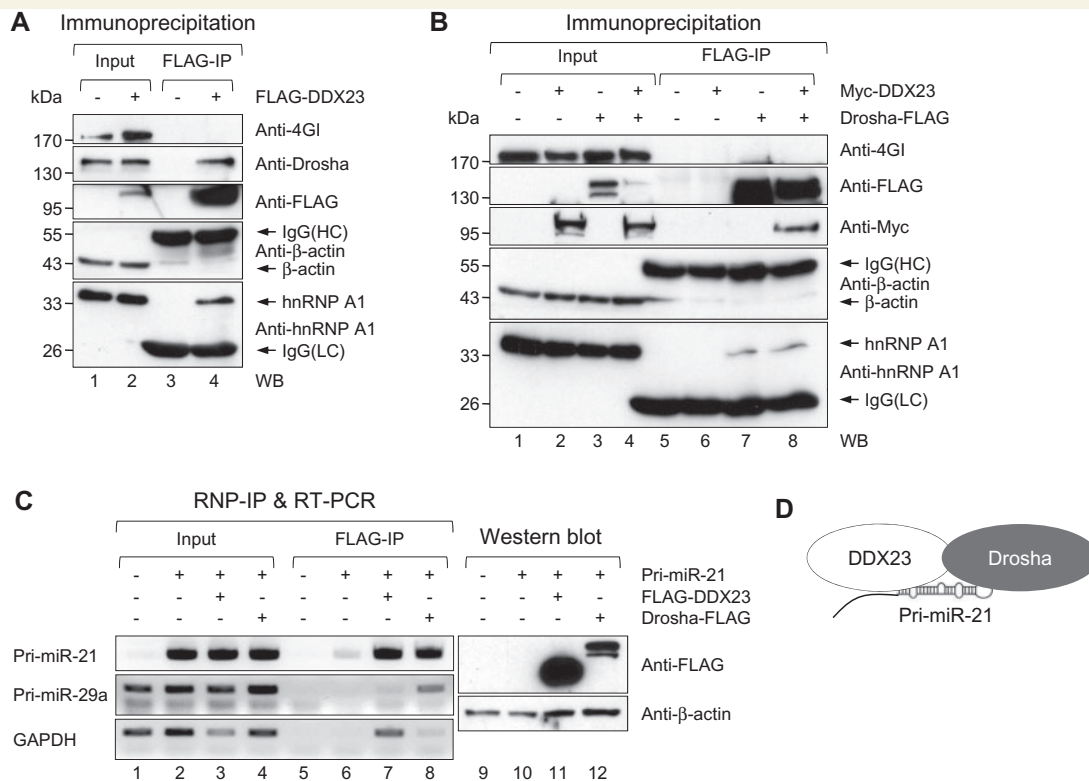 A
Immunoprecipitation
Input FLAG-IP
kDa - + - + FLAG-DDX23
170 Anti-4GI
130 Anti-Drosha
95 Anti-FLAG
55 IgG(HC)
Anti-β-actin
43 β-actin
33 hnRNP A1
Anti-hnRNP A1
26 IgG(LC)
1 2 3 4 WB
B
Immunoprecipitation
Input FLAG-IP
- + - + - + - + Myc-DDX23
kDa - - + + - - + + Drosha-FLAG
170 Anti-4GI
130 Anti-FLAG
95 Anti-Myc
55 IgG(HC)
Anti-β-actin
43 β-actin
hnRNP A1
33
Anti-hnRNP A1
26 IgG(LC)
1 2 3 4 5 6 7 8 WB
C
RNP-IP & RT-PCR
Input FLAG-IP Western blot
- + + + - + + + - + + + Pri-miR-21
- - + - - - + - - - + - FLAG-DDX23
- - - + - - - + - - - + Drosha-FLAG
Pri-miR-21
Anti-FLAG
Pri-miR-29a
Anti-β-actin
GAPDH
1 2 3 4 5 6 7 8 9 10 11 12
D
DDX23 Drosha
Pri-miR-21